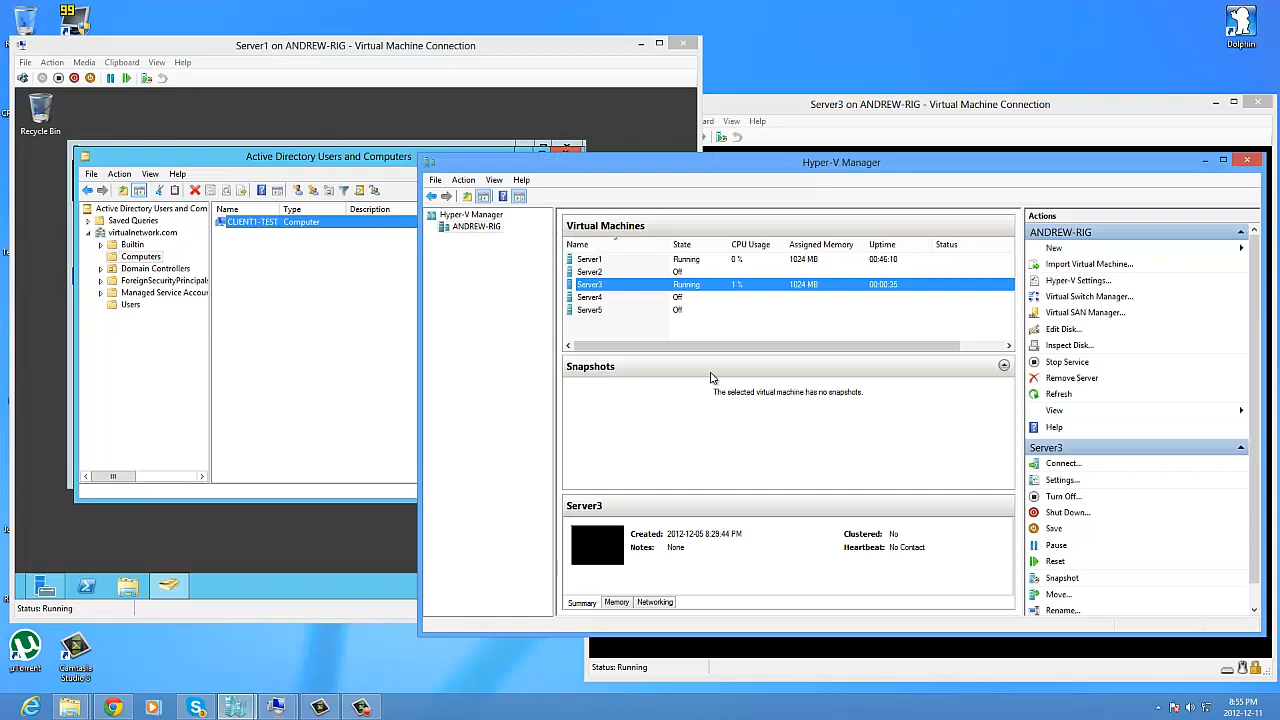 99
Dolphin
Server1 on ANDREW-RIG - Virtual Machine Connection
File Action Media Clipboard View Help
Recycle Bin
Server3 on ANDREW-RIG - Virtual Machine Connection
ard View Help
Active Directory Users and Computers
File Action View Help
Active Directory Users and Com
Saved Queries
virtualnetwork.com
Builtin
Computers
Domain Controllers
ForeignSecurityPrincipals
Managed Service Accoun
Users
Name Type Description
CLIENT1-TEST Computer
Status: Running
Hyper-V Manager
File Action View Help
Hyper-V Manager
ANDREW-RIG
Virtual Machines
Name State CPU Usage Assigned Memory Uptime Status
Server1 Running 0 % 1024 MB 00:46:10
Server2 Off
Server3 Running 1 % 1024 MB 00:00:35
Server4 Off
Server5 Off
Snapshots
The selected virtual machine has no snapshots.
Server3
Created: 2012-12-05 8:29:44 PM Clustered: No
Notes: None Heartbeat: No Contact
Summary Memory Networking
Actions
ANDREW-RIG
New
Import Virtual Machine...
Hyper-V Settings...
Virtual Switch Manager...
Virtual SAN Manager...
Edit Disk...
Inspect Disk...
Stop Service
Remove Server
Refresh
View
Help
Server3
Connect...
Settings...
Turn Off...
Shut Down...
Save
Pause
Reset
Snapshot
Move...
Rename...
Status: Running
µTorrent
Camtasia
Studio 8
8:55 PM
2012-12-11